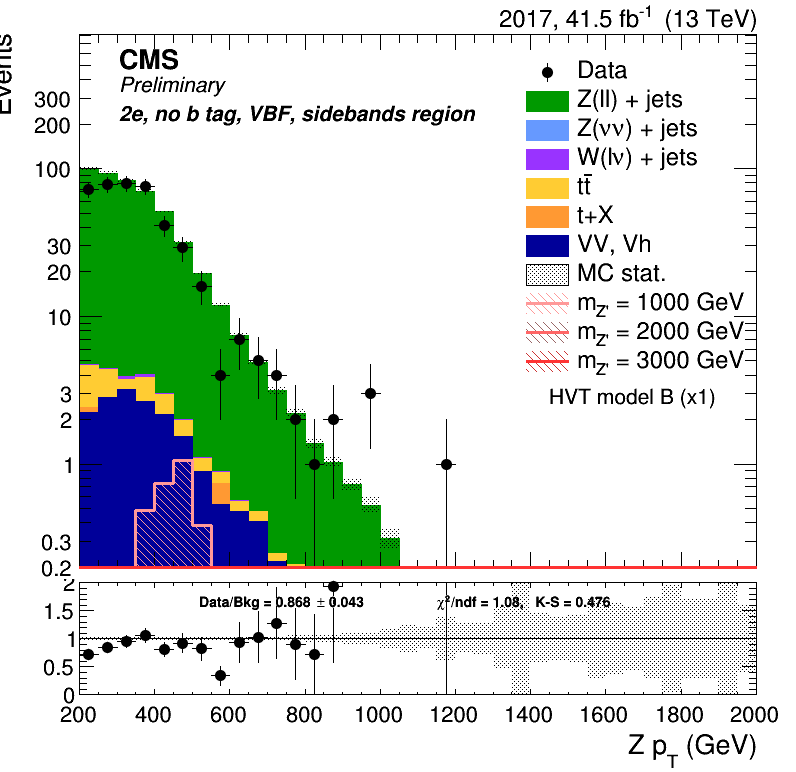 2017, 41.5 fb⁻¹ (13 TeV)
Events
CMS
Preliminary
2e, no b tag, VBF, sidebands region
Data
Z(ll) + jets
Z(νν) + jets
W(lν) + jets
tt̄
t+X
VV, Vh
MC stat.
m_Z' = 1000 GeV
m_Z' = 2000 GeV
m_Z' = 3000 GeV
HVT model B (x1)
300
200
100
30
20
10
3
2
1
0.3
0.2
2
1.5
1
0.5
0
Data/Bkg = 0.868 ± 0.043
χ²/ndf = 1.08, K-S = 0.476
200 400 600 800 1000 1200 1400 1600 1800 2000
Z p_T (GeV)